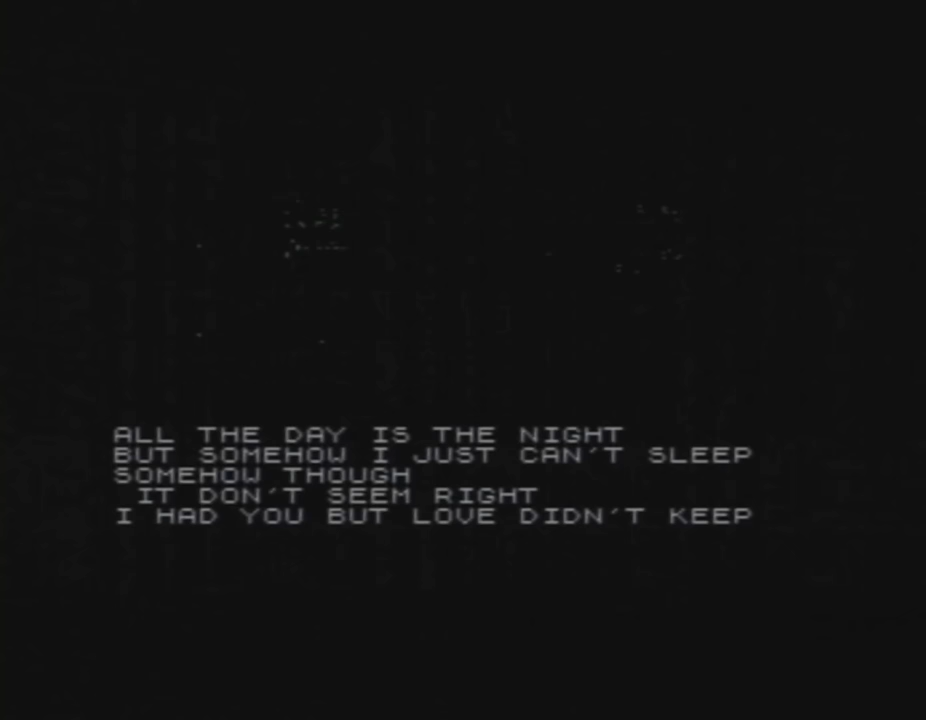 ALL THE DAY IS THE NIGHT
BUT SOMEHOW I JUST CAN'T SLEEP
SOMEHOW THOUGH
IT DON'T SEEM RIGHT
I HAD YOU BUT LOVE DIDN'T KEEP